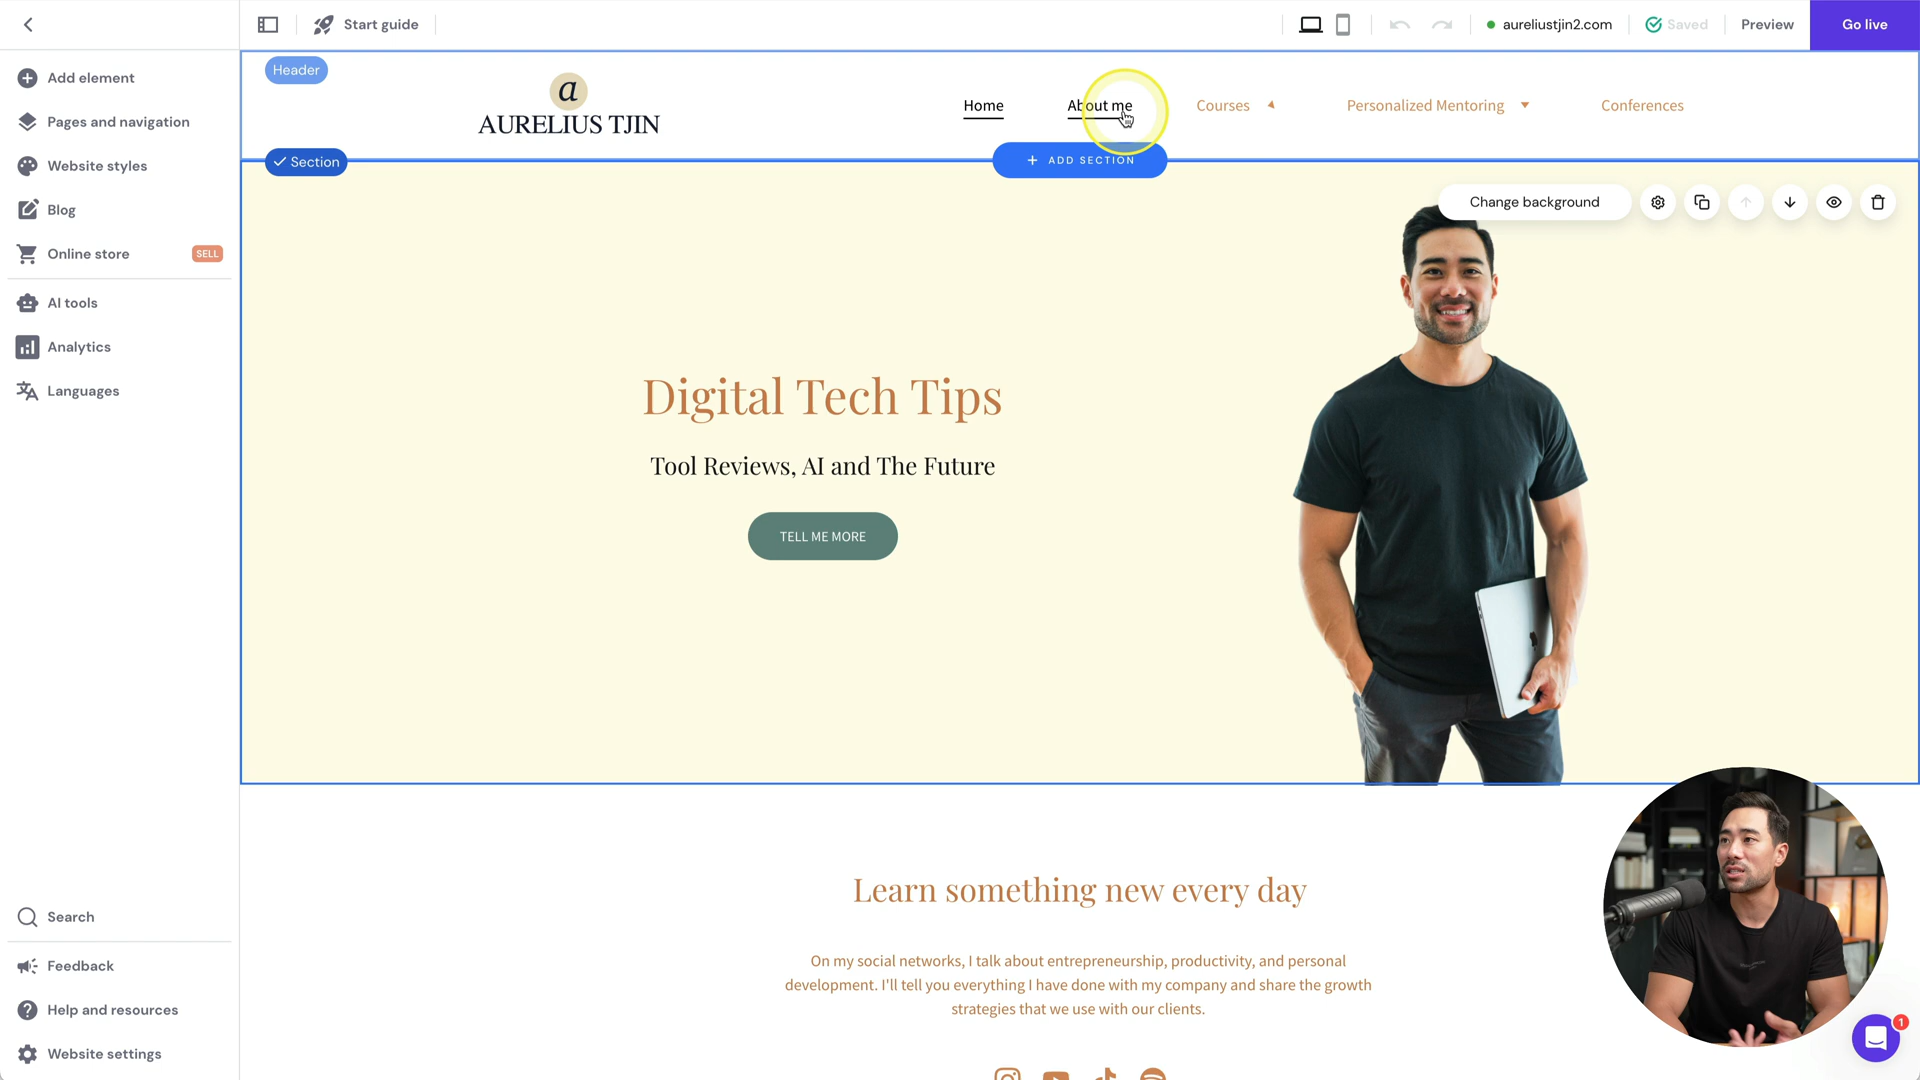 Start guide
aureliustjin2.com
Saved
Preview
Go live
Add element
Pages and navigation
Website styles
Blog
Online store
SELL
AI tools
Analytics
Languages
Search
Feedback
Help and resources
Website settings
Header
a
AURELIUS TJIN
Home
About me
Courses
Personalized Mentoring
Conferences
Section
ADD SECTION
Change background
Digital Tech Tips
Tool Reviews, AI and The Future
TELL ME MORE
Learn something new every day
On my social networks, I talk about entrepreneurship, productivity, and personal
development. I'll tell you everything I have done with my company and share the growth
strategies that we use with our clients.
1